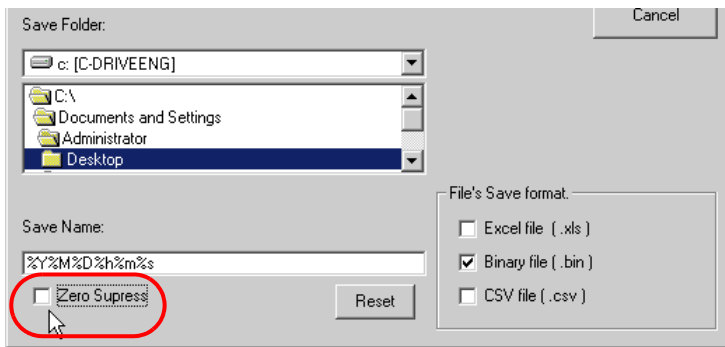 Save Folder:
Cancel
c: [C-DRIVEENG]
C:\
Documents and Settings
Administrator
Desktop
File's Save format.
Save Name:
Excel file ( .xls )
%Y%M%D%h%m%s
Binary file ( .bin )
Zero Supress
Reset
CSV file ( .csv )